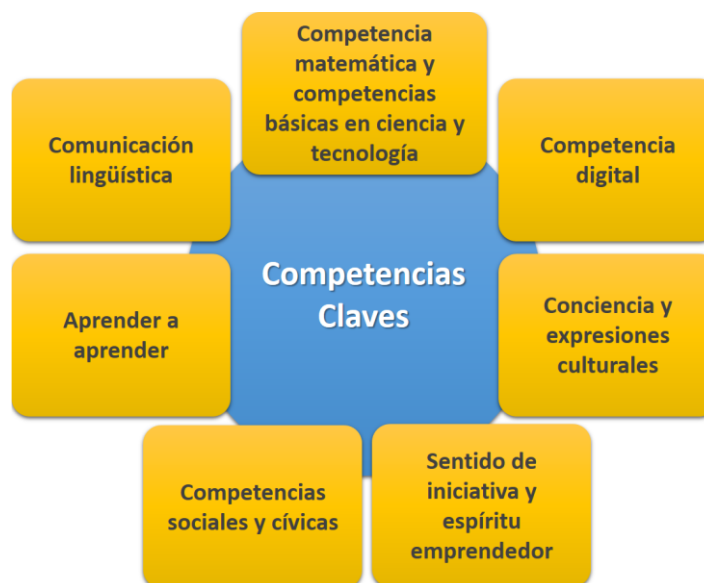 Competencia
matemática y
competencias
básicas en ciencia y
tecnología
Comunicación
lingüística
Competencia
digital
Competencias
Claves
Aprender a
aprender
Conciencia y
expresiones
culturales
Competencias
sociales y cívicas
Sentido de
iniciativa y
espíritu
emprendedor